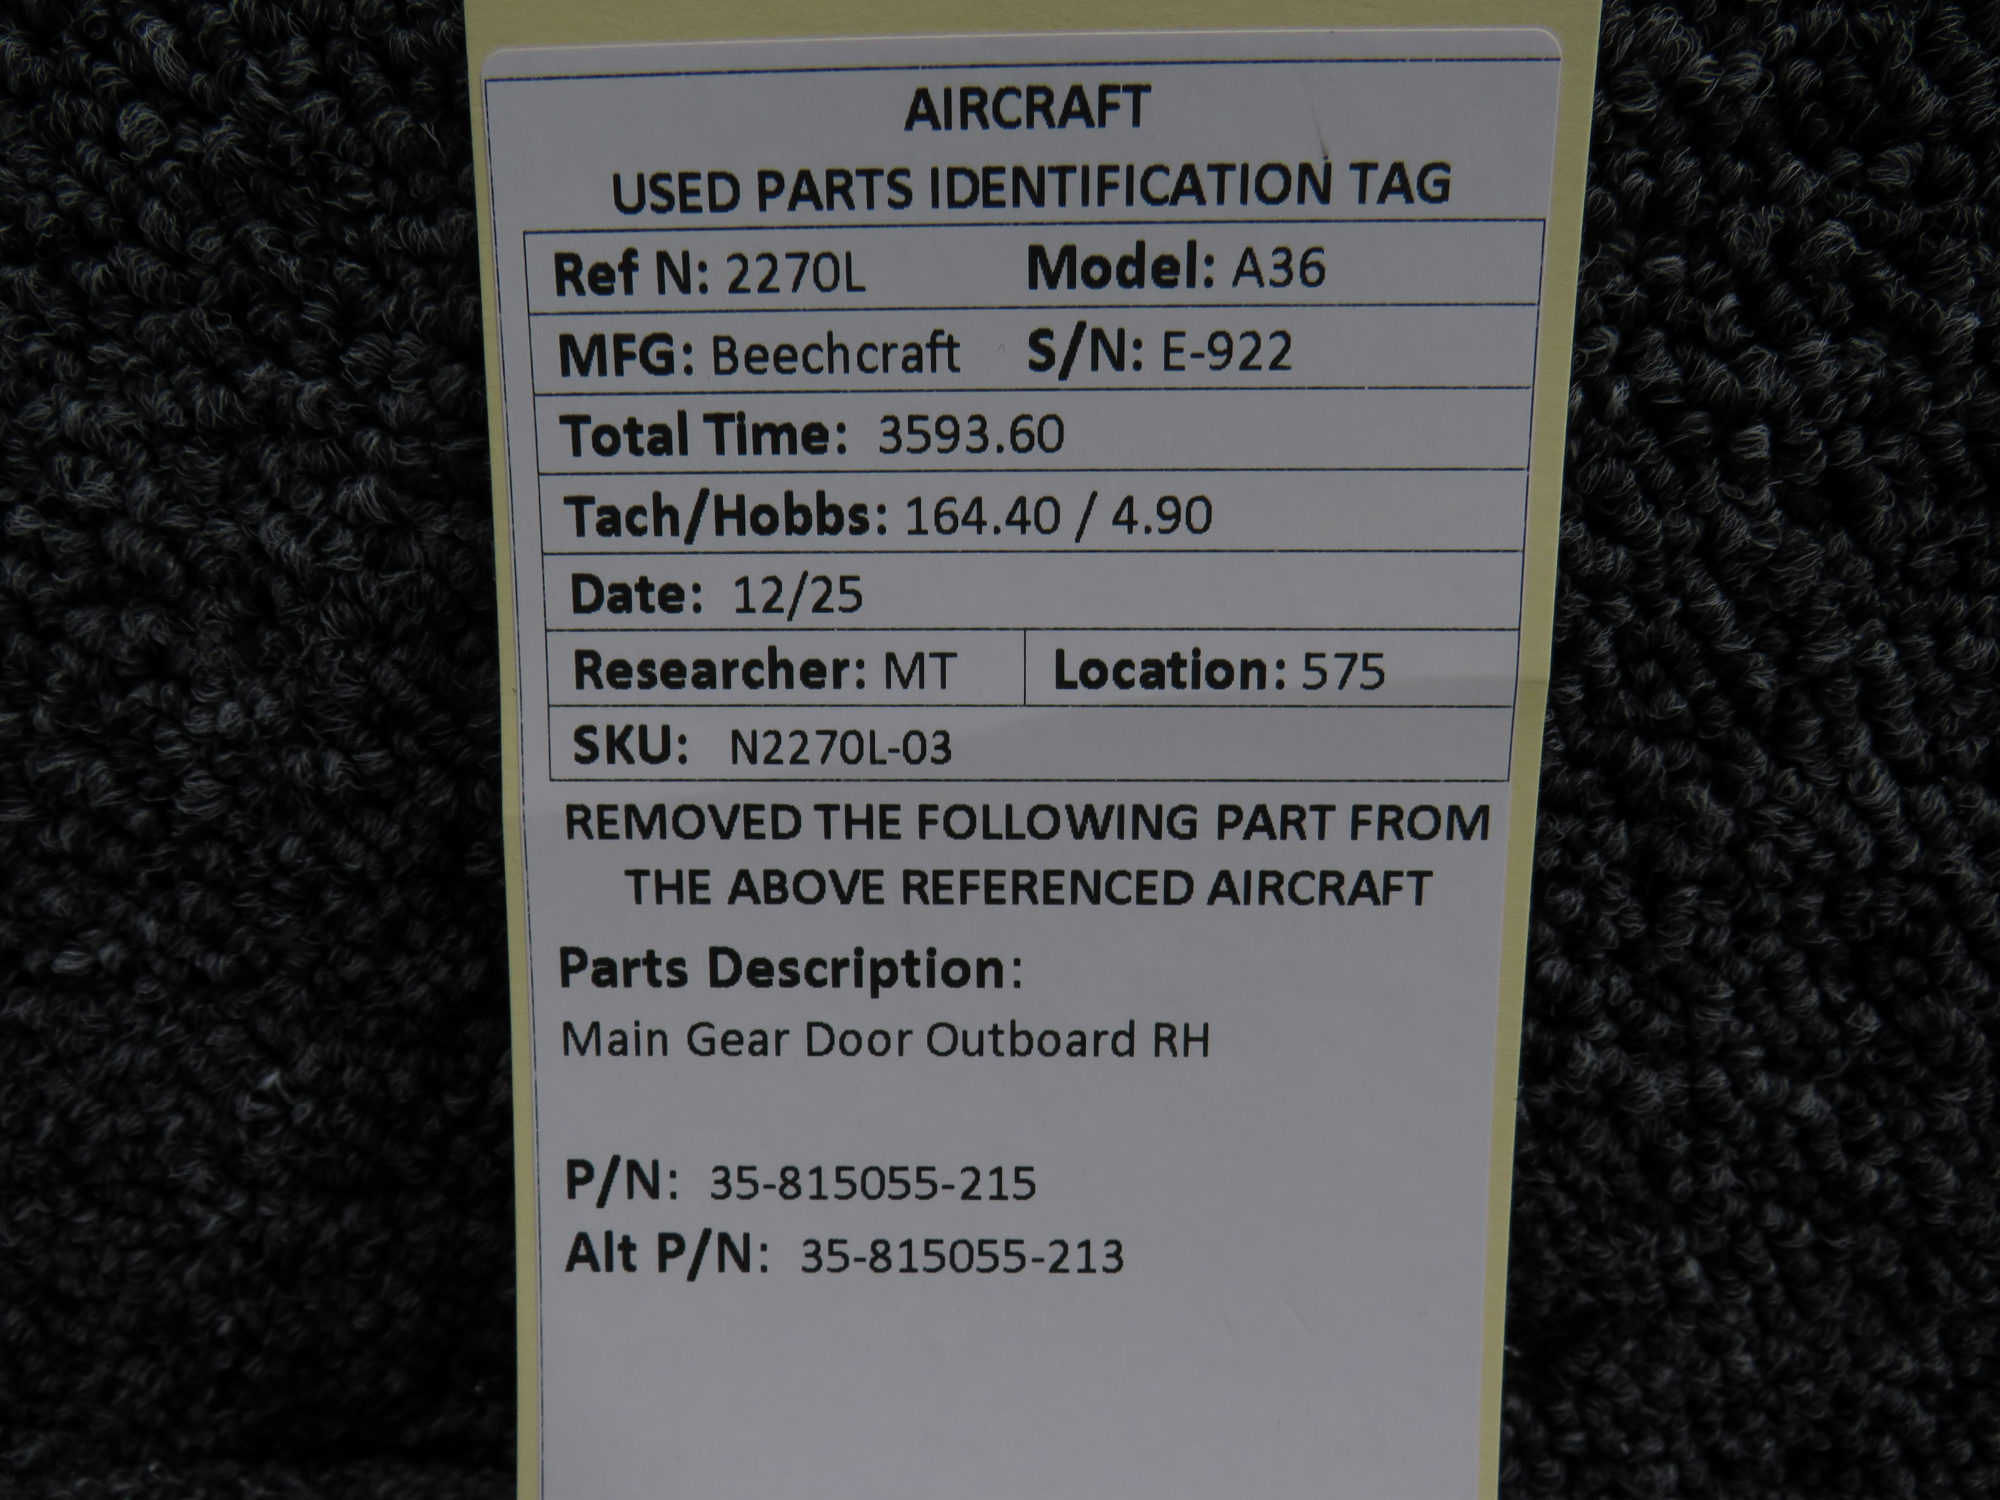 AIRCRAFT
USED PARTS IDENTIFICATION TAG
Ref N: 2270L Model: A36
MFG: Beechcraft S/N: E-922
Total Time: 3593.60
Tach/Hobbs: 164.40 / 4.90
Date: 12/25
Researcher: MT Location: 575
SKU: N2270L-03
REMOVED THE FOLLOWING PART FROM
THE ABOVE REFERENCED AIRCRAFT
Parts Description:
Main Gear Door Outboard RH
P/N: 35-815055-215
Alt P/N: 35-815055-213